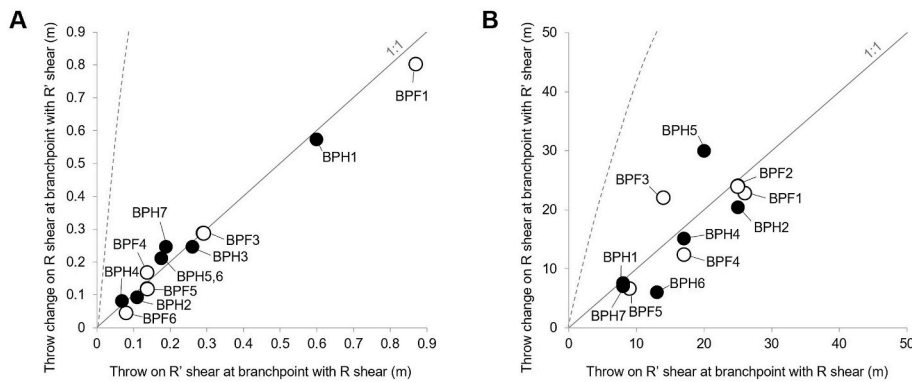 A
B
Throw change on R shear at branchpoint with R' shear (m)
0.9
0.8
0.7
0.6
0.5
0.4
0.3
0.2
0.1
0
1:1
BPF1
BPH1
BPH7
BPF4
BPF3
BPH3
BPH4
BPH5,6
BPF5
BPH2
BPF6
0 0.1 0.2 0.3 0.4 0.5 0.6 0.7 0.8 0.9
Throw on R' shear at branchpoint with R shear (m)
Throw change on R shear at branchpoint with R' shear (m)
50
40
30
20
10
0
1:1
BPH5
BPF3
BPF2
BPF1
BPH2
BPH4
BPH1
BPF4
BPH6
BPH7
BPF5
0 10 20 30 40 50
Throw on R' shear at branchpoint with R shear (m)